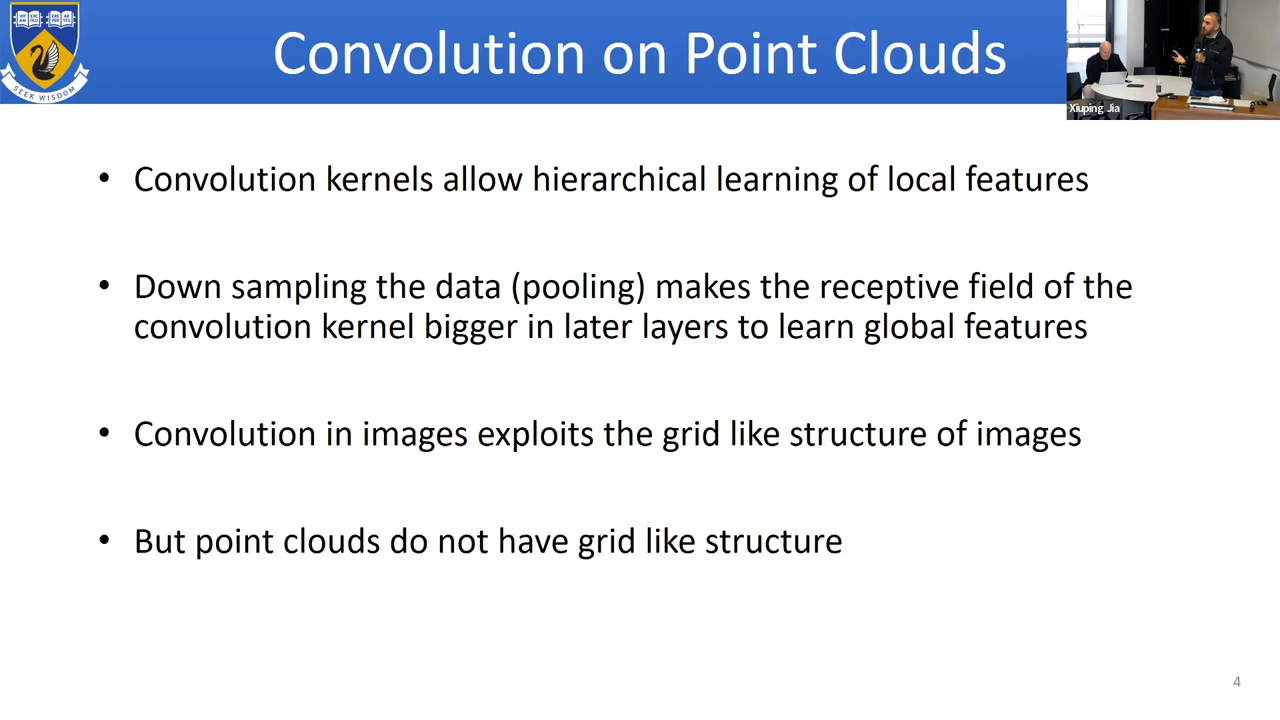 Convolution on Point Clouds
SEEK WISDOM
Xiuping Jia
• Convolution kernels allow hierarchical learning of local features
• Down sampling the data (pooling) makes the receptive field of the
convolution kernel bigger in later layers to learn global features
• Convolution in images exploits the grid like structure of images
• But point clouds do not have grid like structure
4